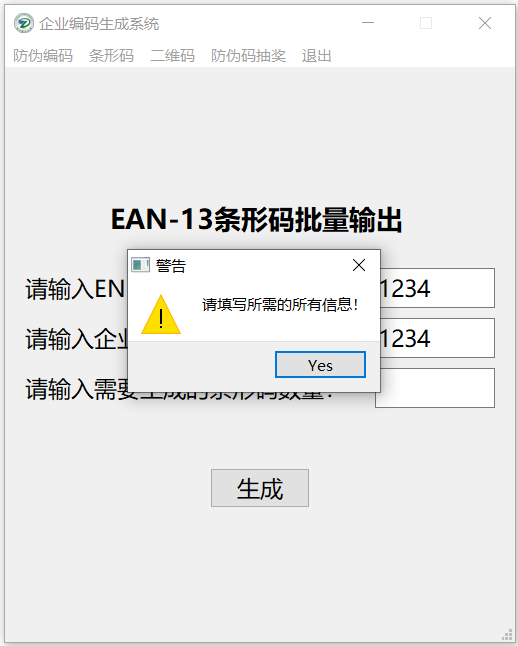 企业编码生成系统
防伪编码 条形码 二维码 防伪码抽奖 退出
EAN-13条形码批量输出
警告
请填写所需的所有信息！
Yes
请输入EN
1234
请输入企业
1234
请输入需要生成的条形码数量：
生成